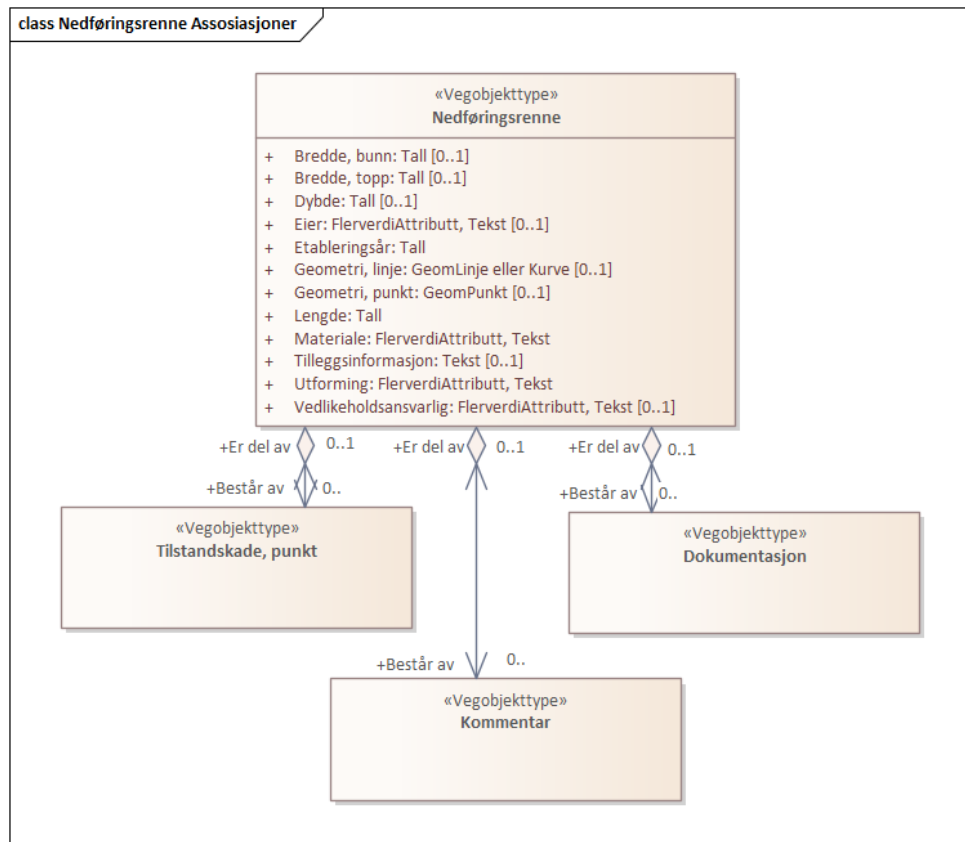 class Nedføringsrenne Assosiasjoner
«Vegobjekttype»
Nedføringsrenne
+ Bredde, bunn: Tall [0..1]
+ Bredde, topp: Tall [0..1]
+ Dybde: Tall [0..1]
+ Eier: FlerverdiAttributt, Tekst [0..1]
+ Etableringsår: Tall
+ Geometri, linje: GeomLinje eller Kurve [0..1]
+ Geometri, punkt: GeomPunkt [0..1]
+ Lengde: Tall
+ Materiale: FlerverdiAttributt, Tekst
+ Tilleggsinformasjon: Tekst [0..1]
+ Utforming: FlerverdiAttributt, Tekst
+ Vedlikeholdsansvarlig: FlerverdiAttributt, Tekst [0..1]
+Er del av 0..1 +Er del av 0..1 +Er del av 0..1
+Består av 0.. +Består av 0..
«Vegobjekttype»
Tilstandskade, punkt
«Vegobjekttype»
Dokumentasjon
+Består av 0..
«Vegobjekttype»
Kommentar